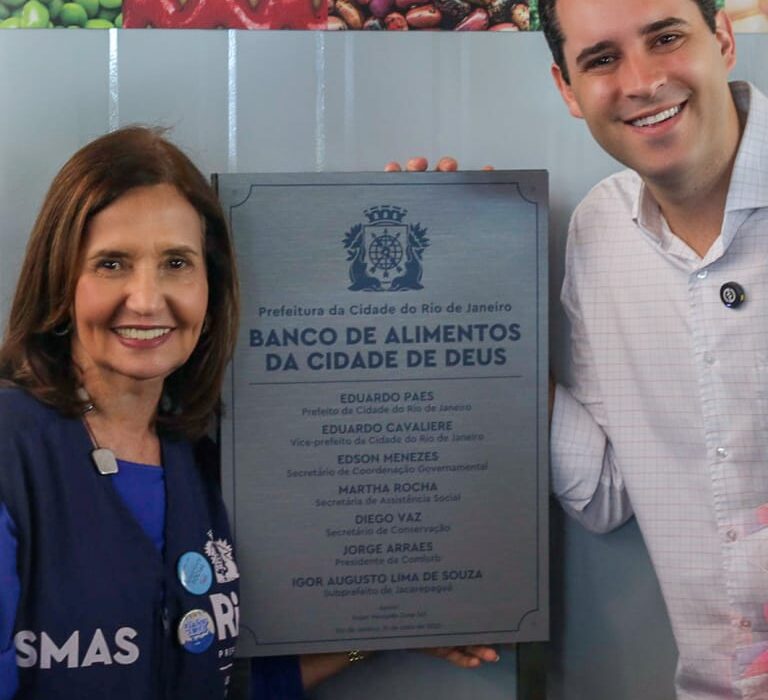 Prefeitura da Cidade do Rio de Janeiro
BANCO DE ALIMENTOS
DA CIDADE DE DEUS
EDUARDO PAES
Prefeito da Cidade do Rio de Janeiro
EDUARDO CAVALIERE
Vice-prefeito da Cidade do Rio de Janeiro
EDSON MENEZES
Secretário de Coordenação Governamental
MARTHA ROCHA
Secretária de Assistência Social
DIEGO VAZ
Secretário de Conservação
JORGE ARRAES
Presidente da Comlurb
IGOR AUGUSTO LIMA DE SOUZA
Subprefeito de Jacarepaguá
Rio de Janeiro,
SMAS